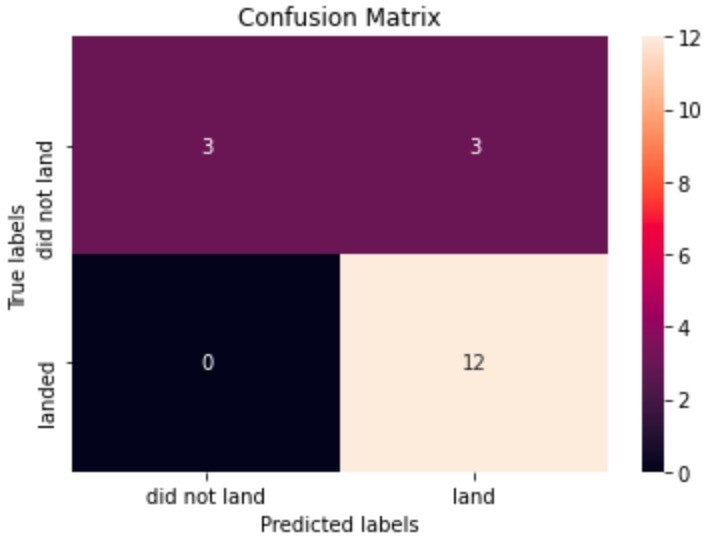 Confusion Matrix
12
10
8
6
4
2
0
True labels
did not land
landed
3
3
0
12
did not land
land
Predicted labels